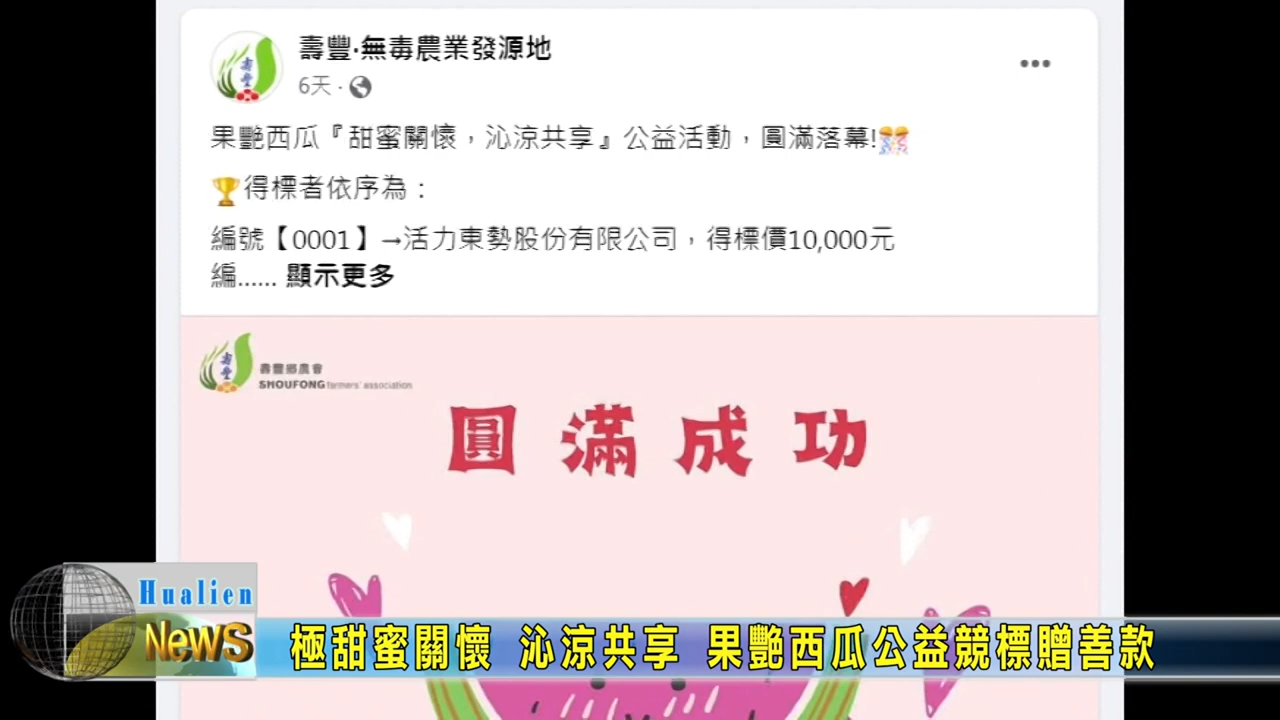 壽豐·無毒農業發源地
6天 ·
果艷西瓜『甜蜜關懷，沁涼共享』公益活動，圓滿落幕!
得標者依序為：
編號【0001】→活力東勢股份有限公司，得標價10,000元
編...... 顯示更多
壽豐
壽豐鄉農會
SHOUFONG farmers' association
圓滿成功
Hualien
News
極甜蜜關懷 沁涼共享 果艷西瓜公益競標贈善款